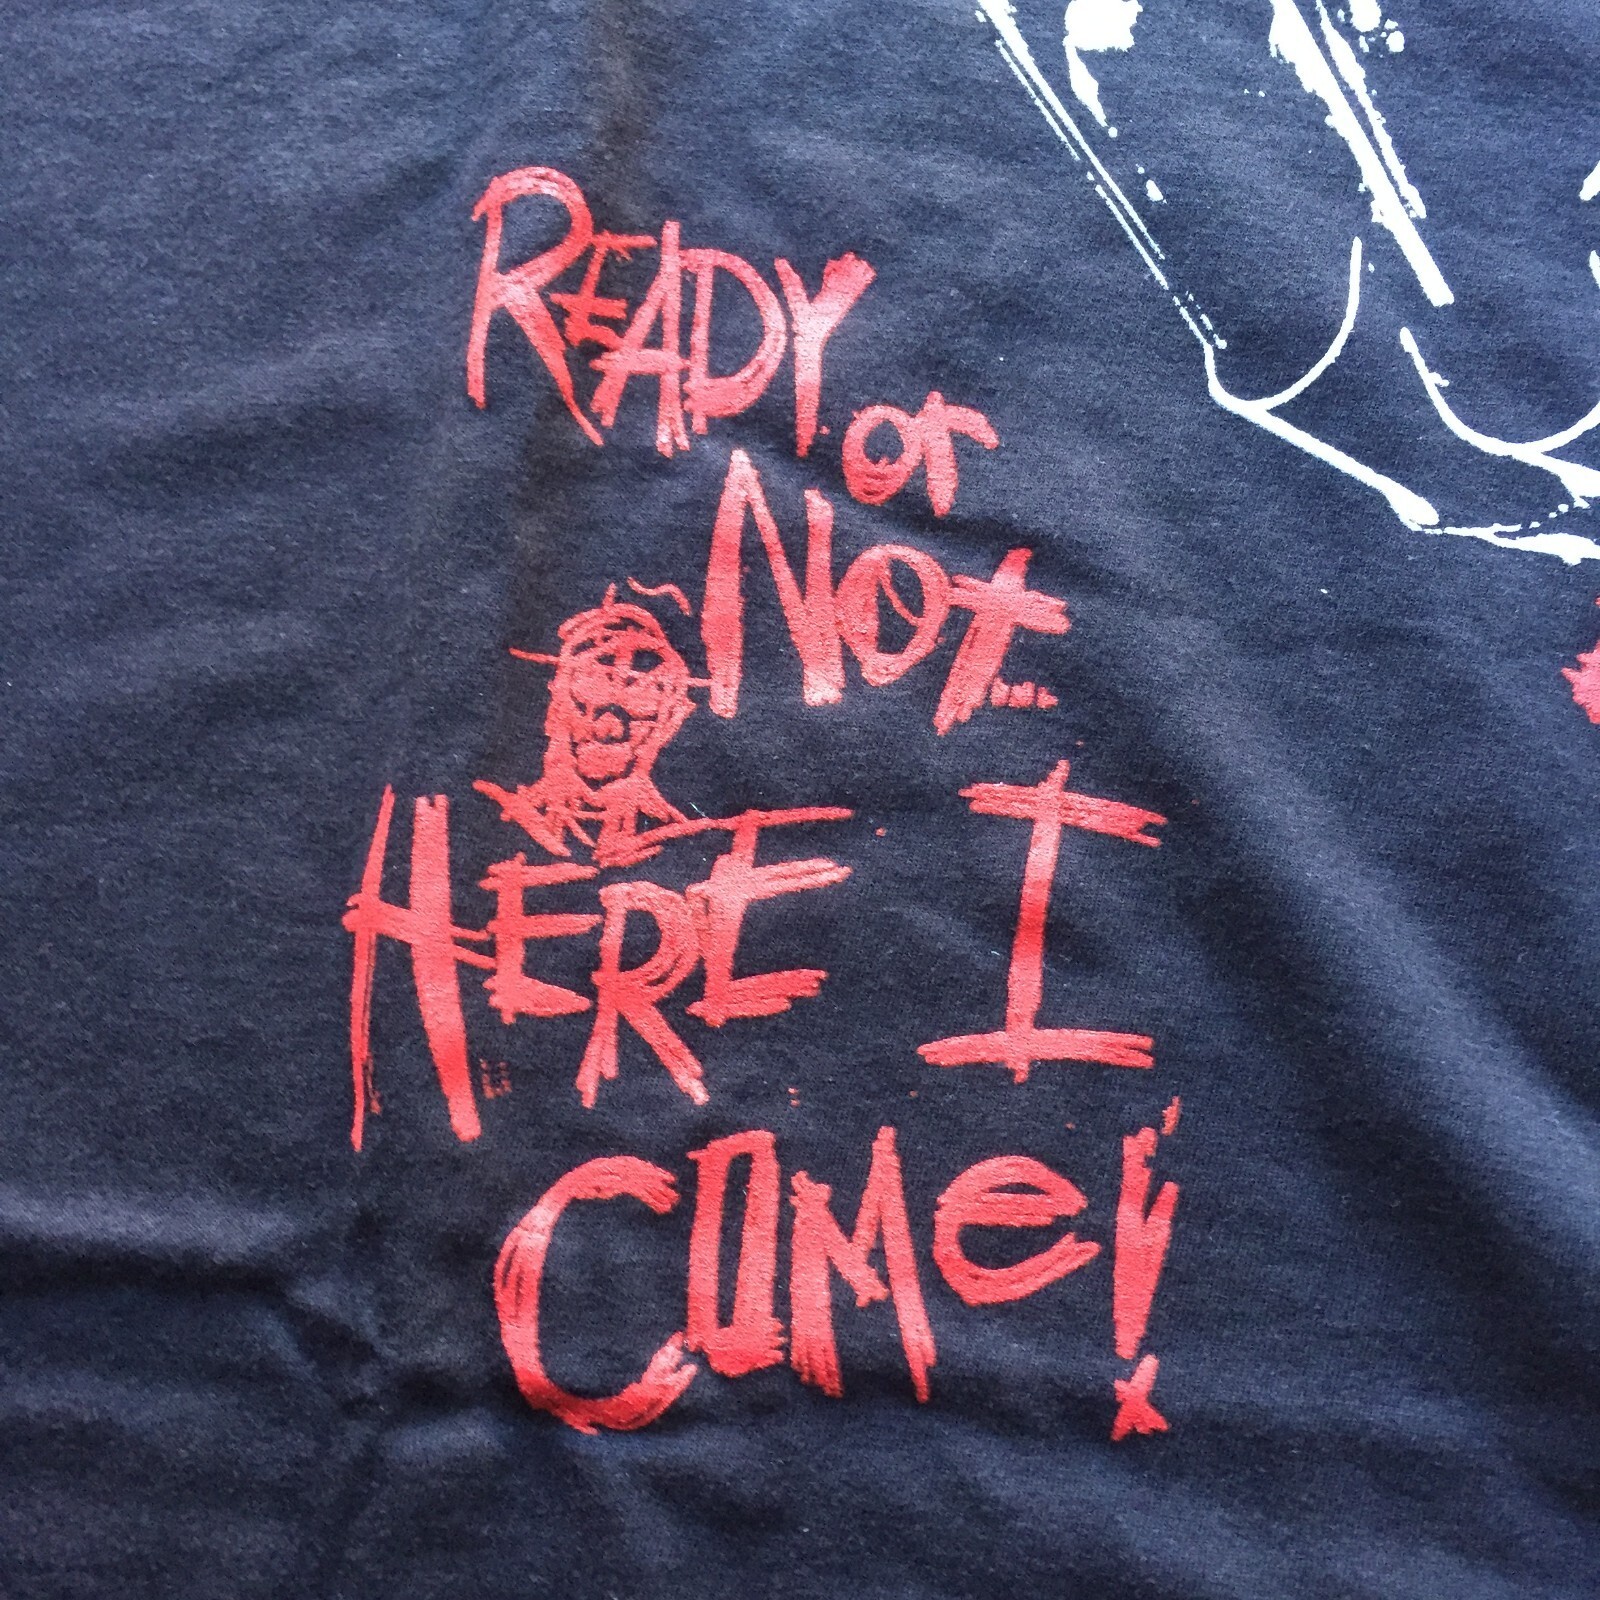 READY or
NOt...
HERE I
COMe!